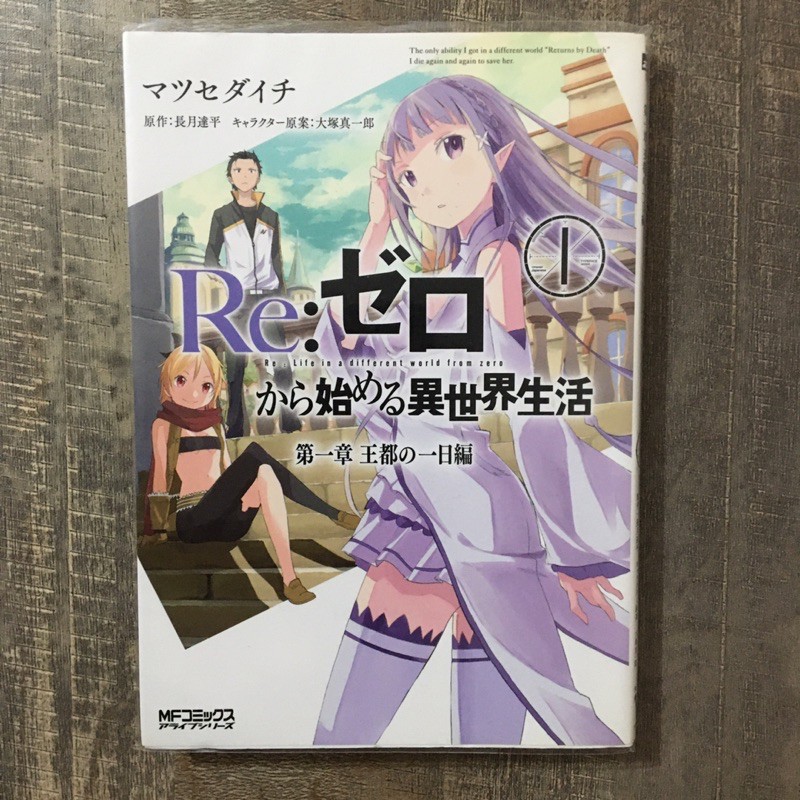 The only ability I got in a different world "Returns by Death"
I die again and again to save her.
マツセダイチ
原作：長月達平　キャラクター原案：大塚真一郎
1
Re:ゼロ
Re : Life in a different world from zero
から始める異世界生活
第一章 王都の一日編
MFコミックス
アライブシリーズ